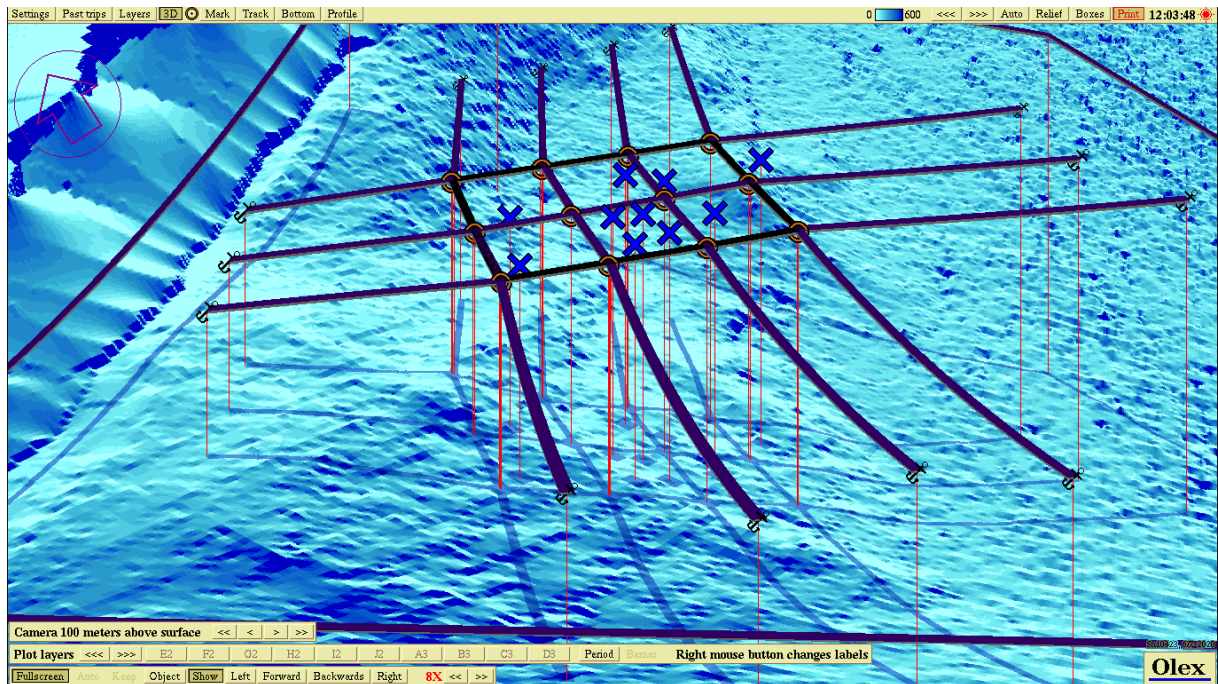 Settings Past trips Layers 3D Mark Track Bottom Profile 0 600 <<< >>> Auto Relief Boxes Print 12:03:48
Camera 100 meters above surface << < > >>
Plot layers <<< >>> E2 F2 G2 H2 I2 J2 A3 B3 C3 D3 Period Berner Right mouse button changes labels
Fullscreen Auto Keep Object Show Left Forward Backwards Right 8X << >>
Olex